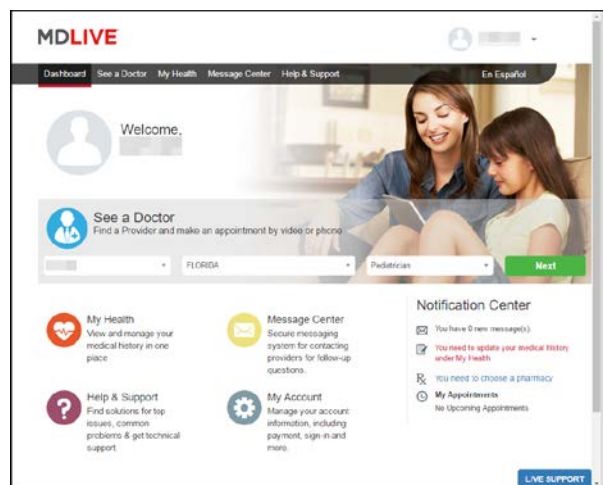 MDLIVE
Dashboard See a Doctor My Health Message Center Help & Support En Español
Welcome,
See a Doctor
Find a Provider and make an appointment by video or phone
FLORIDA Pediatrician Next
My Health
View and manage your
medical history in one
place
Message Center
Secure messaging
system for contacting
providers for follow-up
questions.
Help & Support
Find solutions for top
issues, common
problems & get technical
support.
My Account
Manage your account
information, including
payment, sign-in and
more.
Notification Center
You have 0 new message(s).
You need to update your medical history
under My Health
You need to choose a pharmacy
My Appointments
No Upcoming Appointments
LIVE SUPPORT